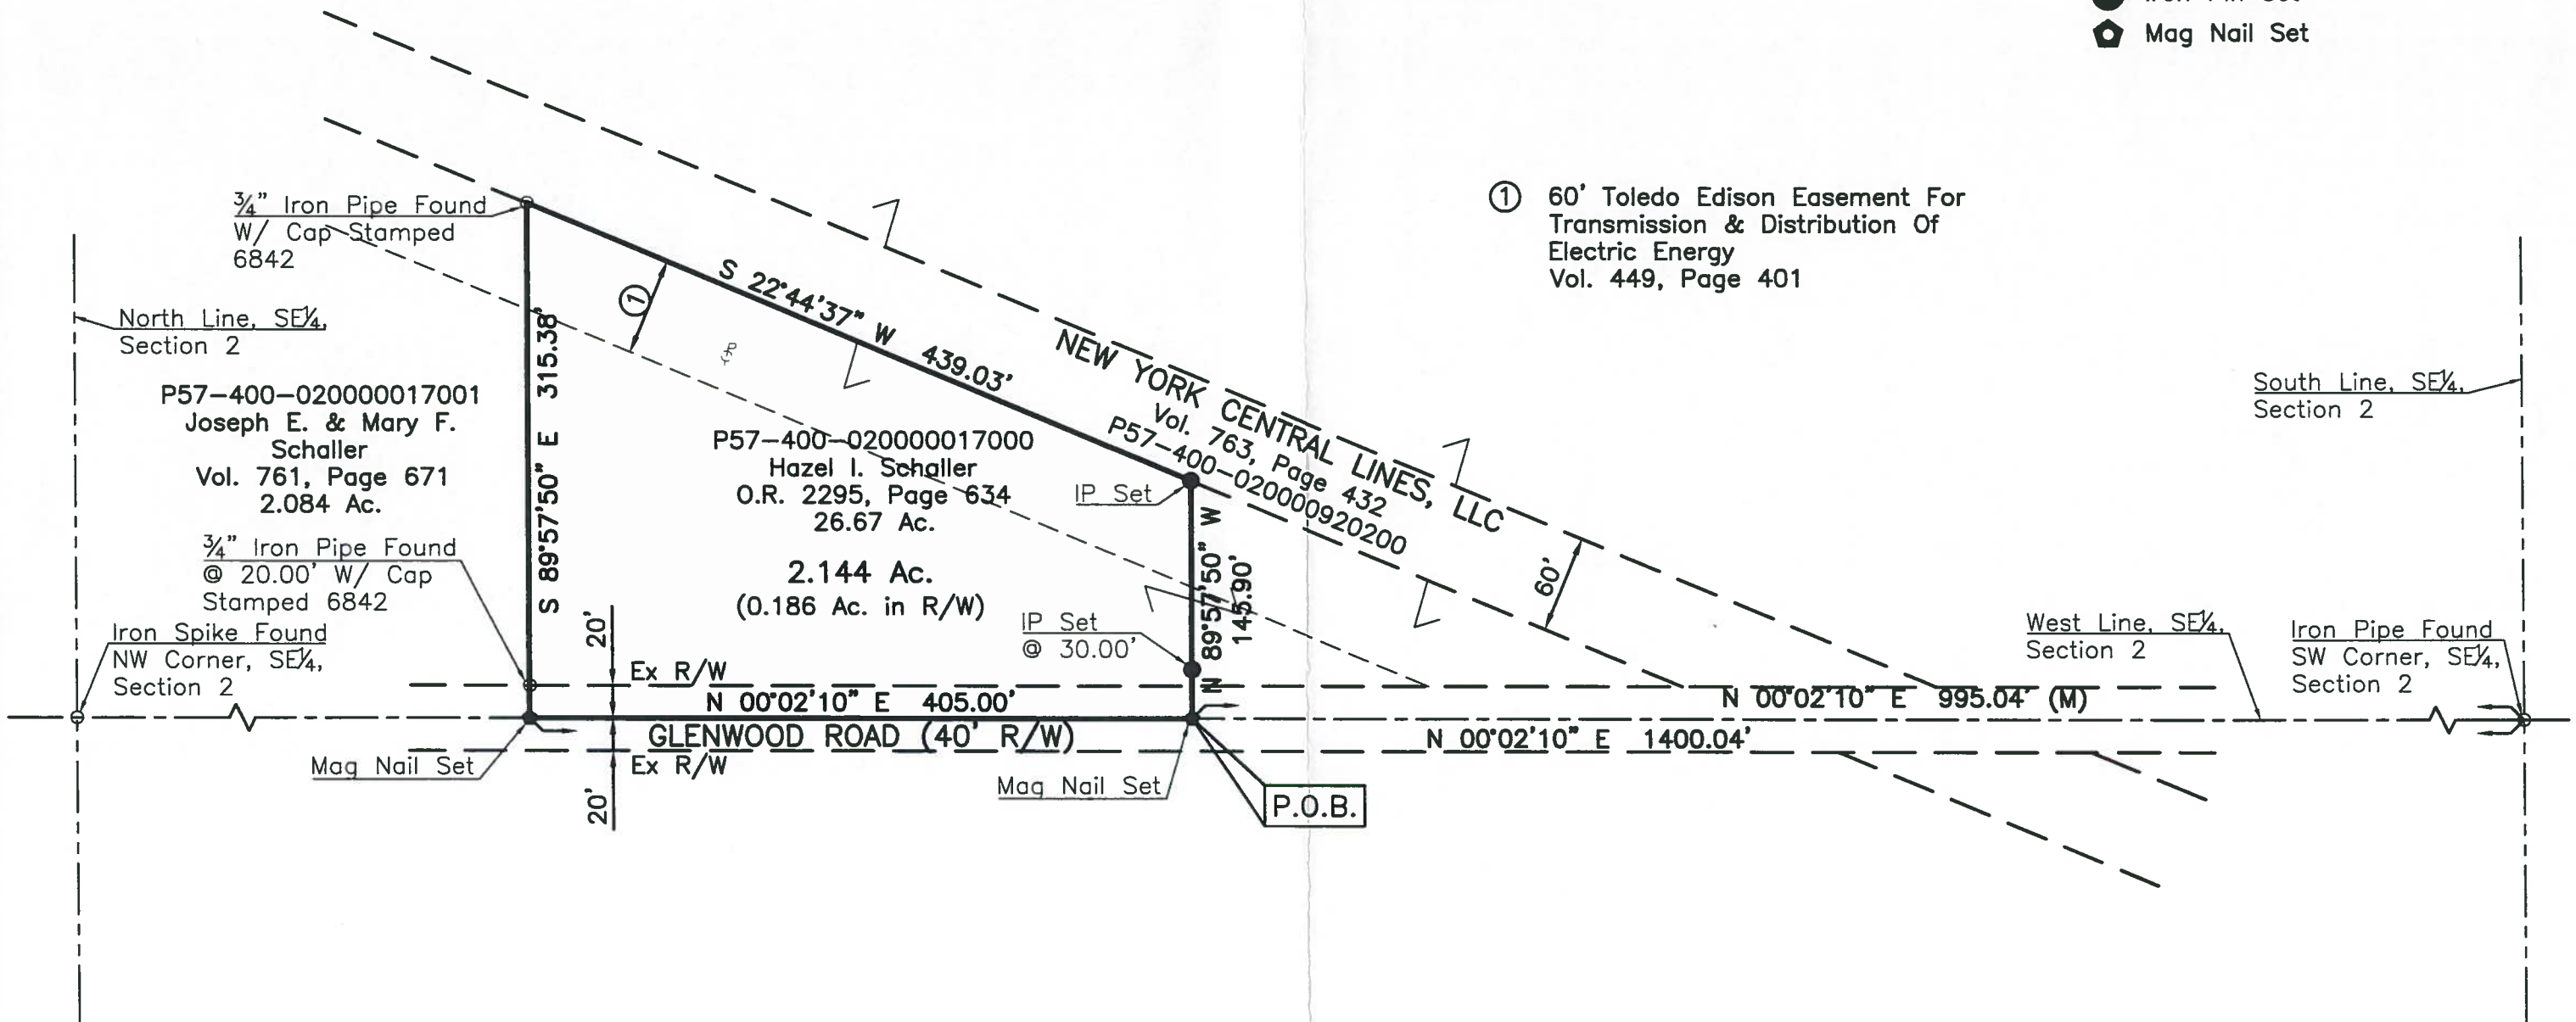 Mag Nail Set
① 60' Toledo Edison Easement For
Transmission & Distribution Of
Electric Energy
Vol. 449, Page 401
¾" Iron Pipe Found
W/ Cap Stamped
6842
North Line, SE¼,
Section 2
P57-400-020000017001
Joseph E. & Mary F.
Schaller
Vol. 761, Page 671
2.084 Ac.
¾" Iron Pipe Found
@ 20.00' W/ Cap
Stamped 6842
Iron Spike Found
NW Corner, SE¼,
Section 2
S 89°57'50" E 315.38'
①
S 22°44'37" W 439.03'
P57-400-020000017000
Hazel I. Schaller
O.R. 2295, Page 634
26.67 Ac.
2.144 Ac.
(0.186 Ac. in R/W)
NEW YORK CENTRAL LINES, LLC
Vol. 763, Page 432
P57-400-020000920200
IP Set
IP Set
@ 30.00'
N 89°57'50" W
145.90'
60'
South Line, SE¼,
Section 2
West Line, SE¼,
Section 2
Iron Pipe Found
SW Corner, SE¼,
Section 2
20'
Ex R/W
N 00°02'10" E 405.00'
N 00°02'10" E 995.04' (M)
GLENWOOD ROAD (40' R/W)
N 00°02'10" E 1400.04'
Ex R/W
20'
Mag Nail Set
Mag Nail Set
P.O.B.